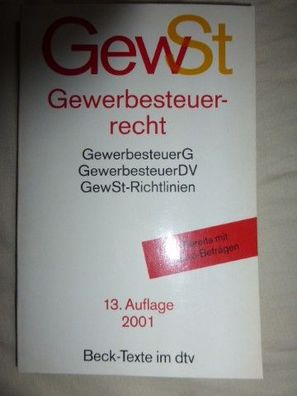 GewSt
Gewerbesteuer-
recht
GewerbesteuerG
GewerbesteuerDV
GewSt-Richtlinien
Bereits mit
Beträgen
13. Auflage
2001
Beck-Texte im dtv